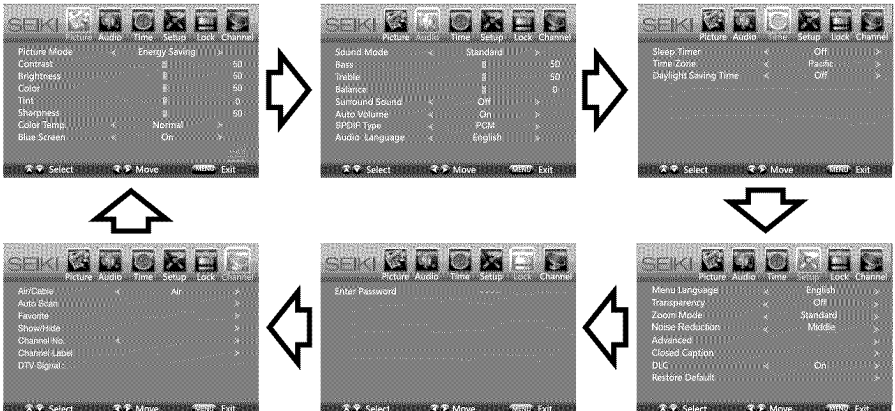 SEIKI
Picture Audio Time Setup Lock Channel
Picture Mode Energy Saving
Contrast 50
Brightness 50
Color 50
Tint 0
Sharpness 50
Color Temp. Normal
Blue Screen On
Select Move MENU Exit
SEIKI
Picture Audio Time Setup Lock Channel
Sound Mode Standard
Bass 50
Treble 50
Balance 0
Surround Sound Off
Auto Volume On
SPDIF Type PCM
Audio Language English
Select Move MENU Exit
SEIKI
Picture Audio Time Setup Lock Channel
Sleep Timer Off
Time Zone Pacific
Daylight Saving Time Off
Select Move MENU Exit
SEIKI
Picture Audio Time Setup Lock Channel
Air/Cable Air
Auto Scan
Favorite
Show/Hide
Channel No.
Channel Label
DTV Signal:
Select Move MENU Exit
SEIKI
Picture Audio Time Setup Lock Channel
Enter Password
Select Move MENU Exit
SEIKI
Picture Audio Time Setup Lock Channel
Menu Language English
Transparency Off
Zoom Mode Standard
Noise Reduction Middle
Advanced
Closed Caption
DLC On
Restore Default
Select Move MENU Exit